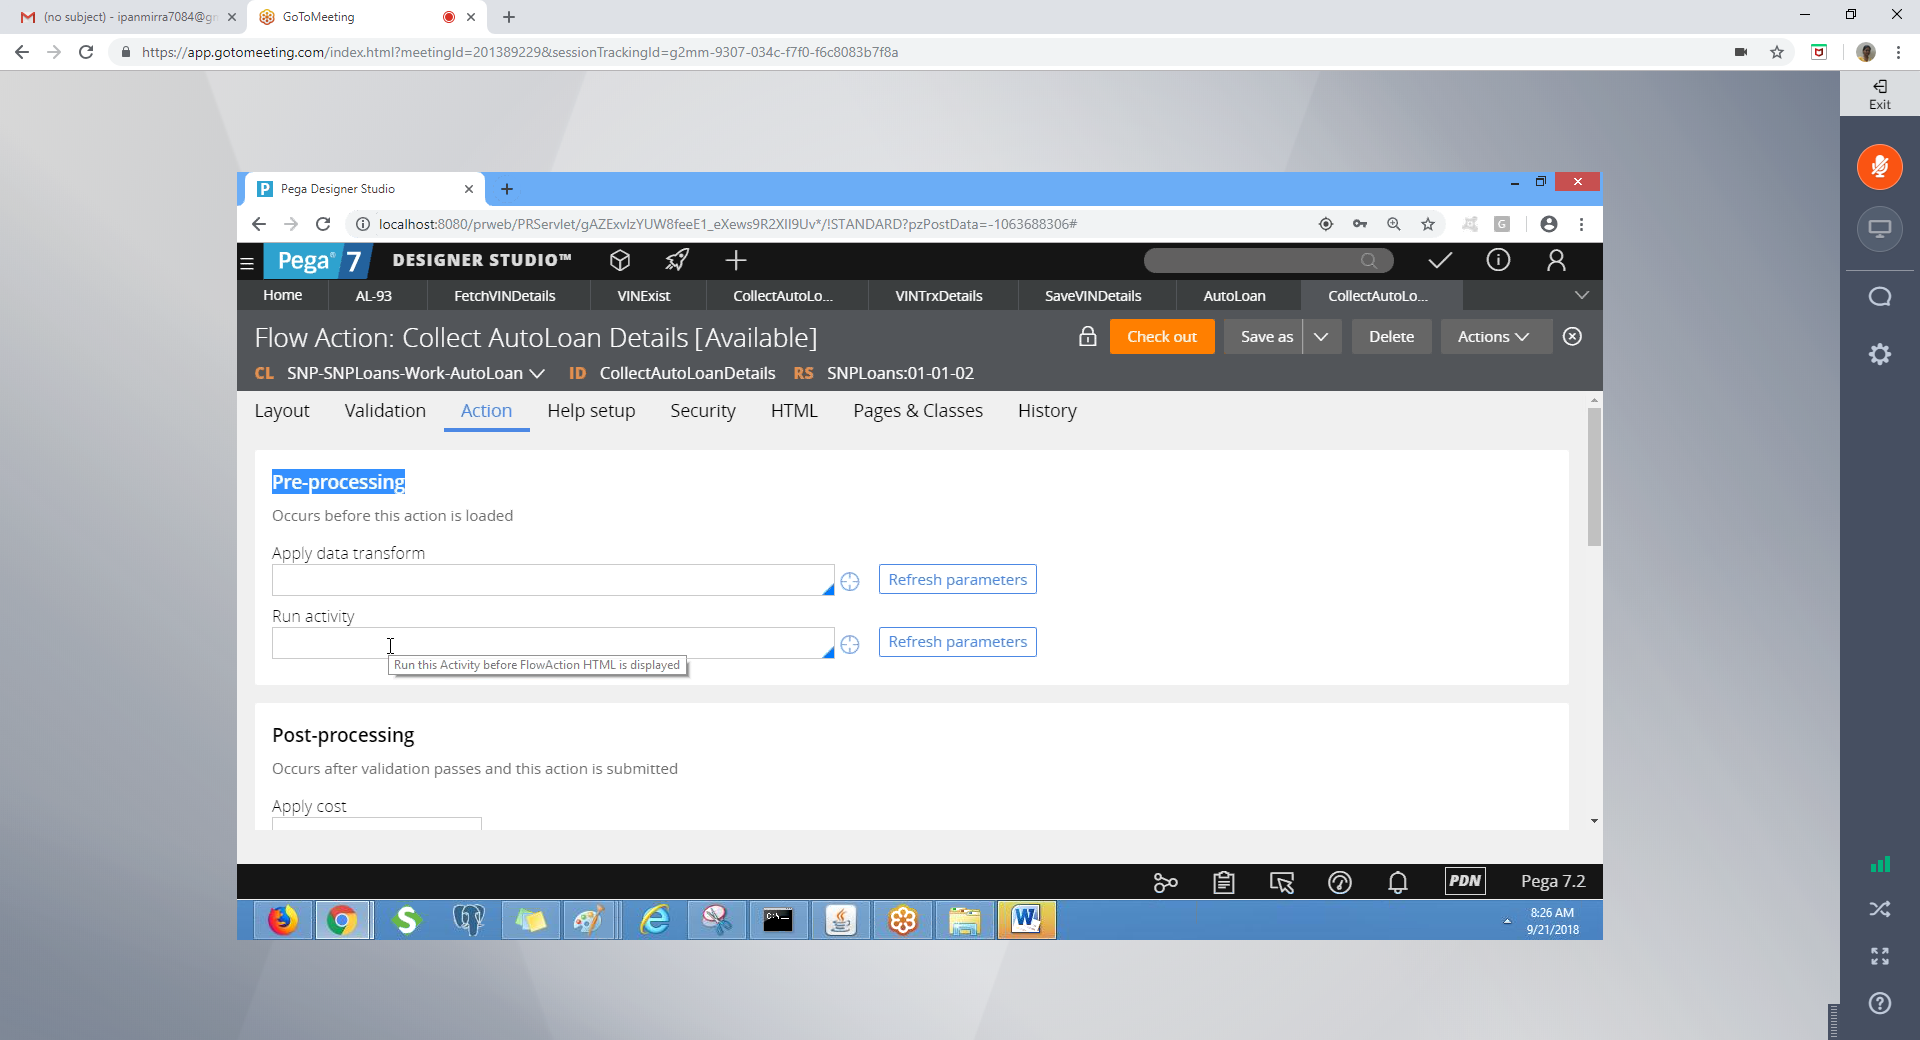 (no subject) - ipanmirra7084@gm
GoToMeeting
https://app.gotomeeting.com/index.html?meetingId=201389229&sessionTrackingId=g2mm-9307-034c-f7f0-f6c8083b7f8a
Exit
Pega Designer Studio
localhost:8080/prweb/PRServlet/gAZExvlzYUW8feeE1_eXews9R2XII9Uv*/!STANDARD?pzPostData=-1063688306#
Pega 7 DESIGNER STUDIO™
Home AL-93 FetchVINDetails VINExist CollectAutoLo... VINTrxDetails SaveVINDetails AutoLoan CollectAutoLo...
Flow Action: Collect AutoLoan Details [Available]
Check out Save as Delete Actions
CL SNP-SNPLoans-Work-AutoLoan ID CollectAutoLoanDetails RS SNPLoans:01-01-02
Layout Validation Action Help setup Security HTML Pages & Classes History
Pre-processing
Occurs before this action is loaded
Apply data transform
Refresh parameters
Run activity
Refresh parameters
Run this Activity before FlowAction HTML is displayed
Post-processing
Occurs after validation passes and this action is submitted
Apply cost
PDN Pega 7.2
8:26 AM
9/21/2018